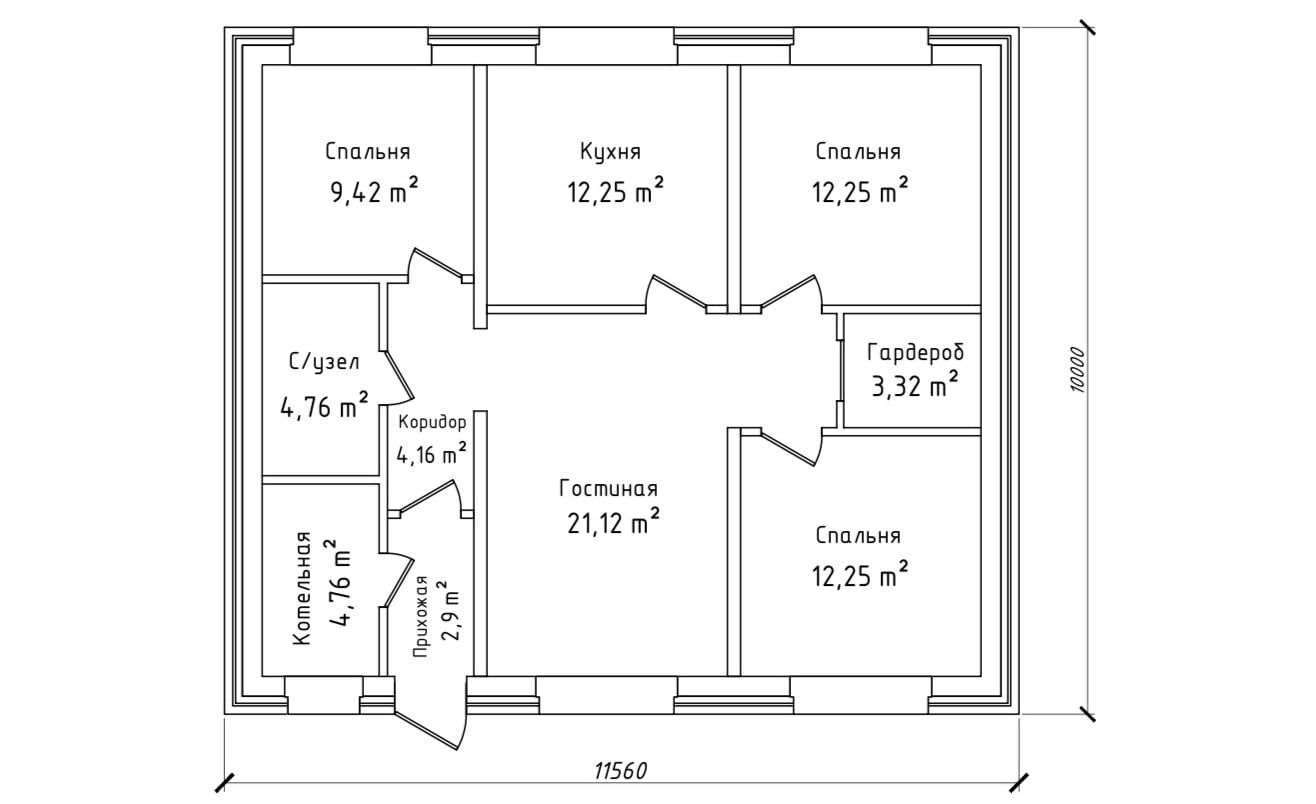 Спальня
9,42 m²
Кухня
12,25 m²
Спальня
12,25 m²
С/узел
4,76 m²
Коридор
4,16 m²
Гардероб
3,32 m²
10000
Гостиная
21,12 m²
Спальня
12,25 m²
Котельная
4,76 m²
Прихожая
2,9 m²
11560